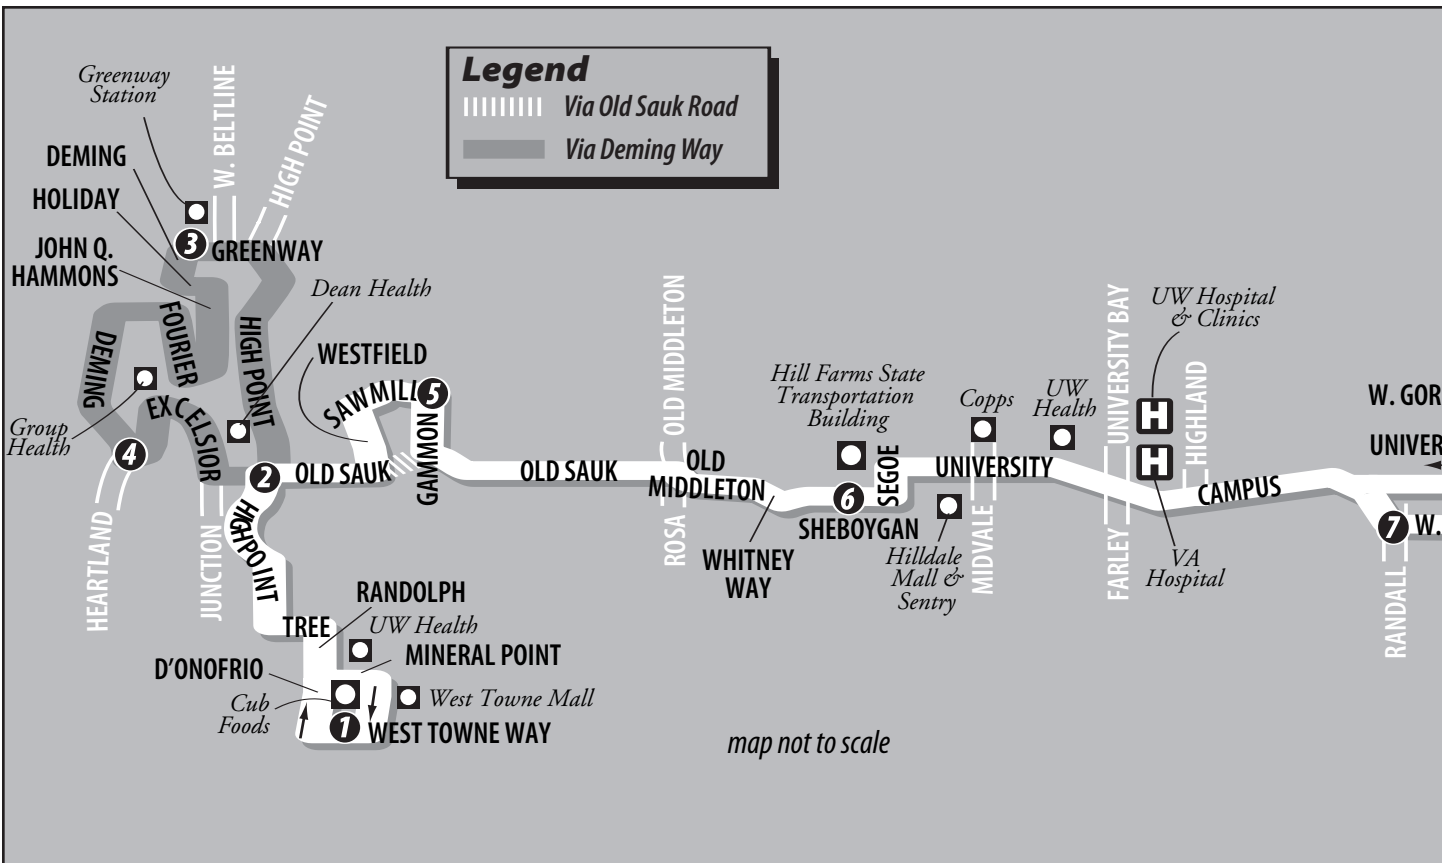 Legend
Via Old Sauk Road
Via Deming Way
Greenway
Station
W. BELTLINE
HIGH POINT
DEMING
HOLIDAY
JOHN Q.
HAMMONS
3
GREENWAY
Dean Health
FOURIER
DEMING
HIGH POINT
EXCELSIOR
Group
Health
4
HEARTLAND
JUNCTION
2
OLD SAUK
WESTFIELD
SAWMILL
5
GAMMON
HIGHPOINT
TREE
RANDOLPH
UW Health
MINERAL POINT
D'ONOFRIO
Cub
Foods
West Towne Mall
1
WEST TOWNE WAY
OLD SAUK
OLD MIDDLETON
ROSA
OLD
MIDDLETON
WHITNEY
WAY
Hill Farms State
Transportation
Building
6
SHEBOYGAN
SEGOE
Hilldale
Mall &
Sentry
Copps
MIDVALE
UNIVERSITY
UW
Health
UNIVERSITY BAY
FARLEY
UW Hospital
& Clinics
H
H
VA
Hospital
HIGHLAND
CAMPUS
W. GOR
UNIVER
7
W.
RANDALL
map not to scale